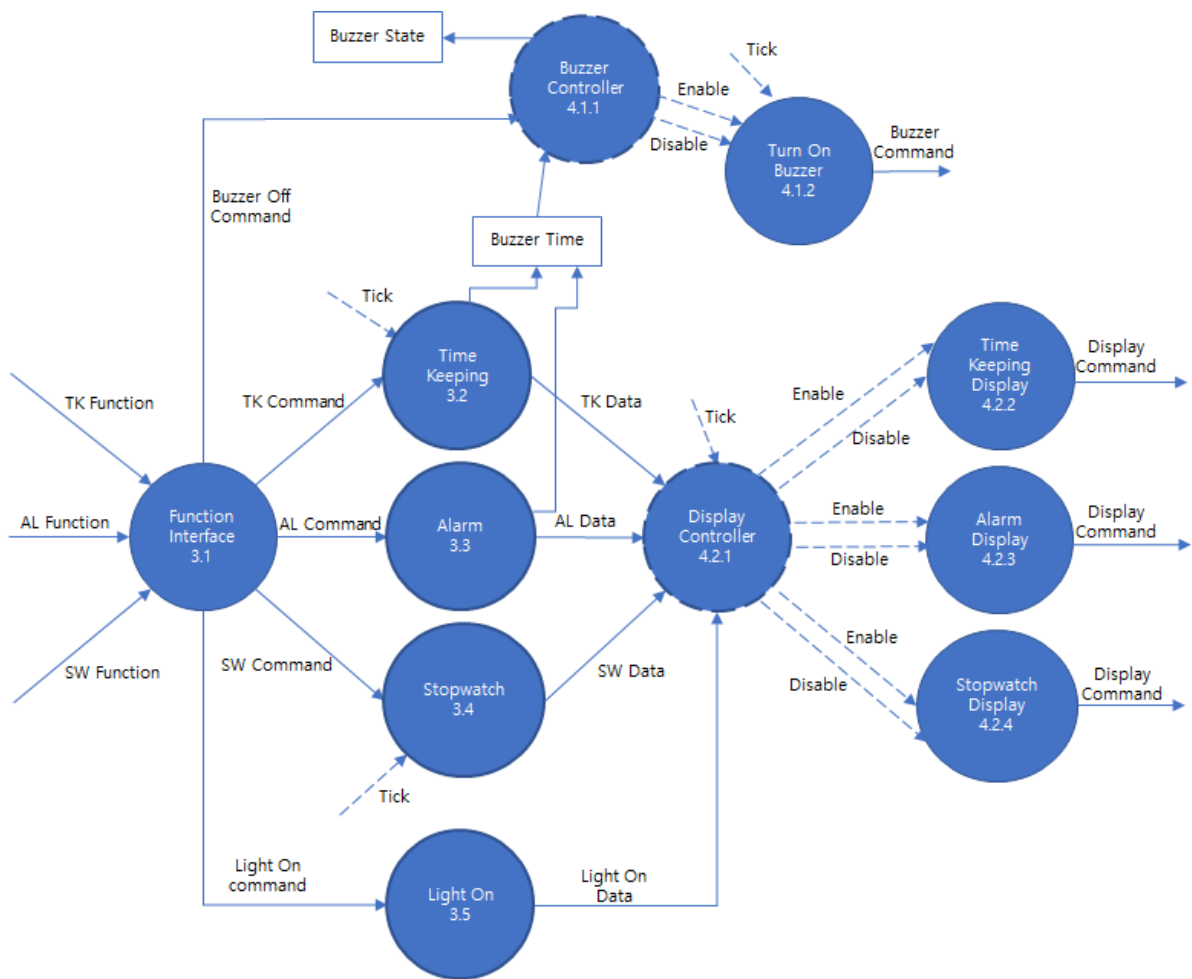 Buzzer State
Buzzer
Controller
4.1.1
Tick
Enable
Disable
Turn On
Buzzer
4.1.2
Buzzer
Command
Buzzer Off
Command
Buzzer Time
Tick
Time
Keeping
3.2
Time
Keeping
Display
4.2.2
Display
Command
TK Function
TK Command
TK Data
Tick
Enable
Disable
AL Function
Function
Interface
3.1
AL Command
Alarm
3.3
AL Data
Display
Controller
4.2.1
Enable
Disable
Alarm
Display
4.2.3
Display
Command
SW Function
SW Command
Stopwatch
3.4
SW Data
Enable
Disable
Stopwatch
Display
4.2.4
Display
Command
Tick
Light On
command
Light On
3.5
Light On
Data